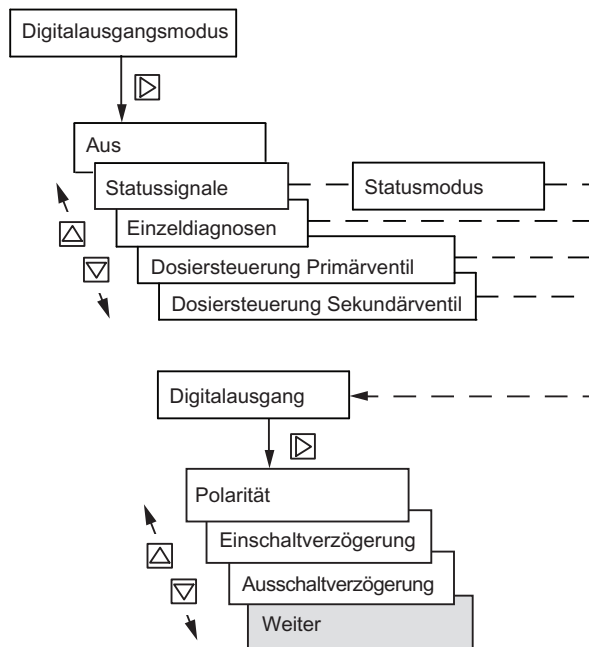 Digitalausgangsmodus
Aus
Statussignale
Statusmodus
Einzeldiagnosen
Dosiersteuerung Primärventil
Dosiersteuerung Sekundärventil
Digitalausgang
Polarität
Einschaltverzögerung
Ausschaltverzögerung
Weiter